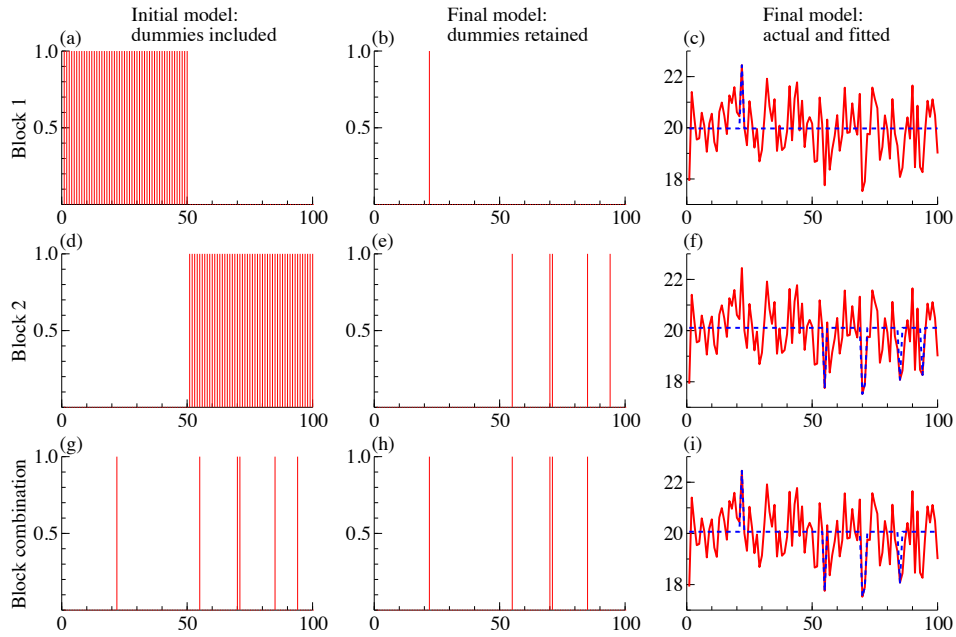 Initial model:
dummies included
Final model:
dummies retained
Final model:
actual and fitted
(a)
(b)
(c)
Block 1
1.0
0.5
0 50 100
1.0
0.5
0 50 100
22
20
18
0 50 100
(d)
(e)
(f)
Block 2
1.0
0.5
0 50 100
1.0
0.5
0 50 100
22
20
18
0 50 100
(g)
(h)
(i)
Block combination
1.0
0.5
0 50 100
1.0
0.5
0 50 100
22
20
18
0 50 100